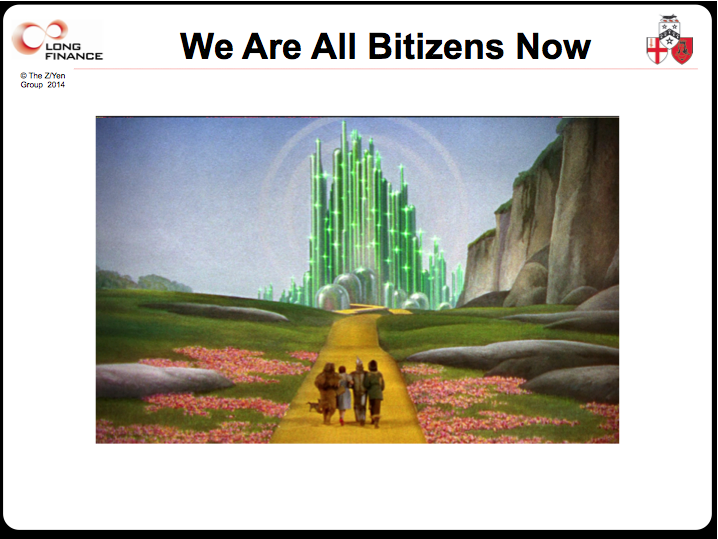 LONG
FINANCE
We Are All Bitizens Now
© The Z/Yen
Group 2014